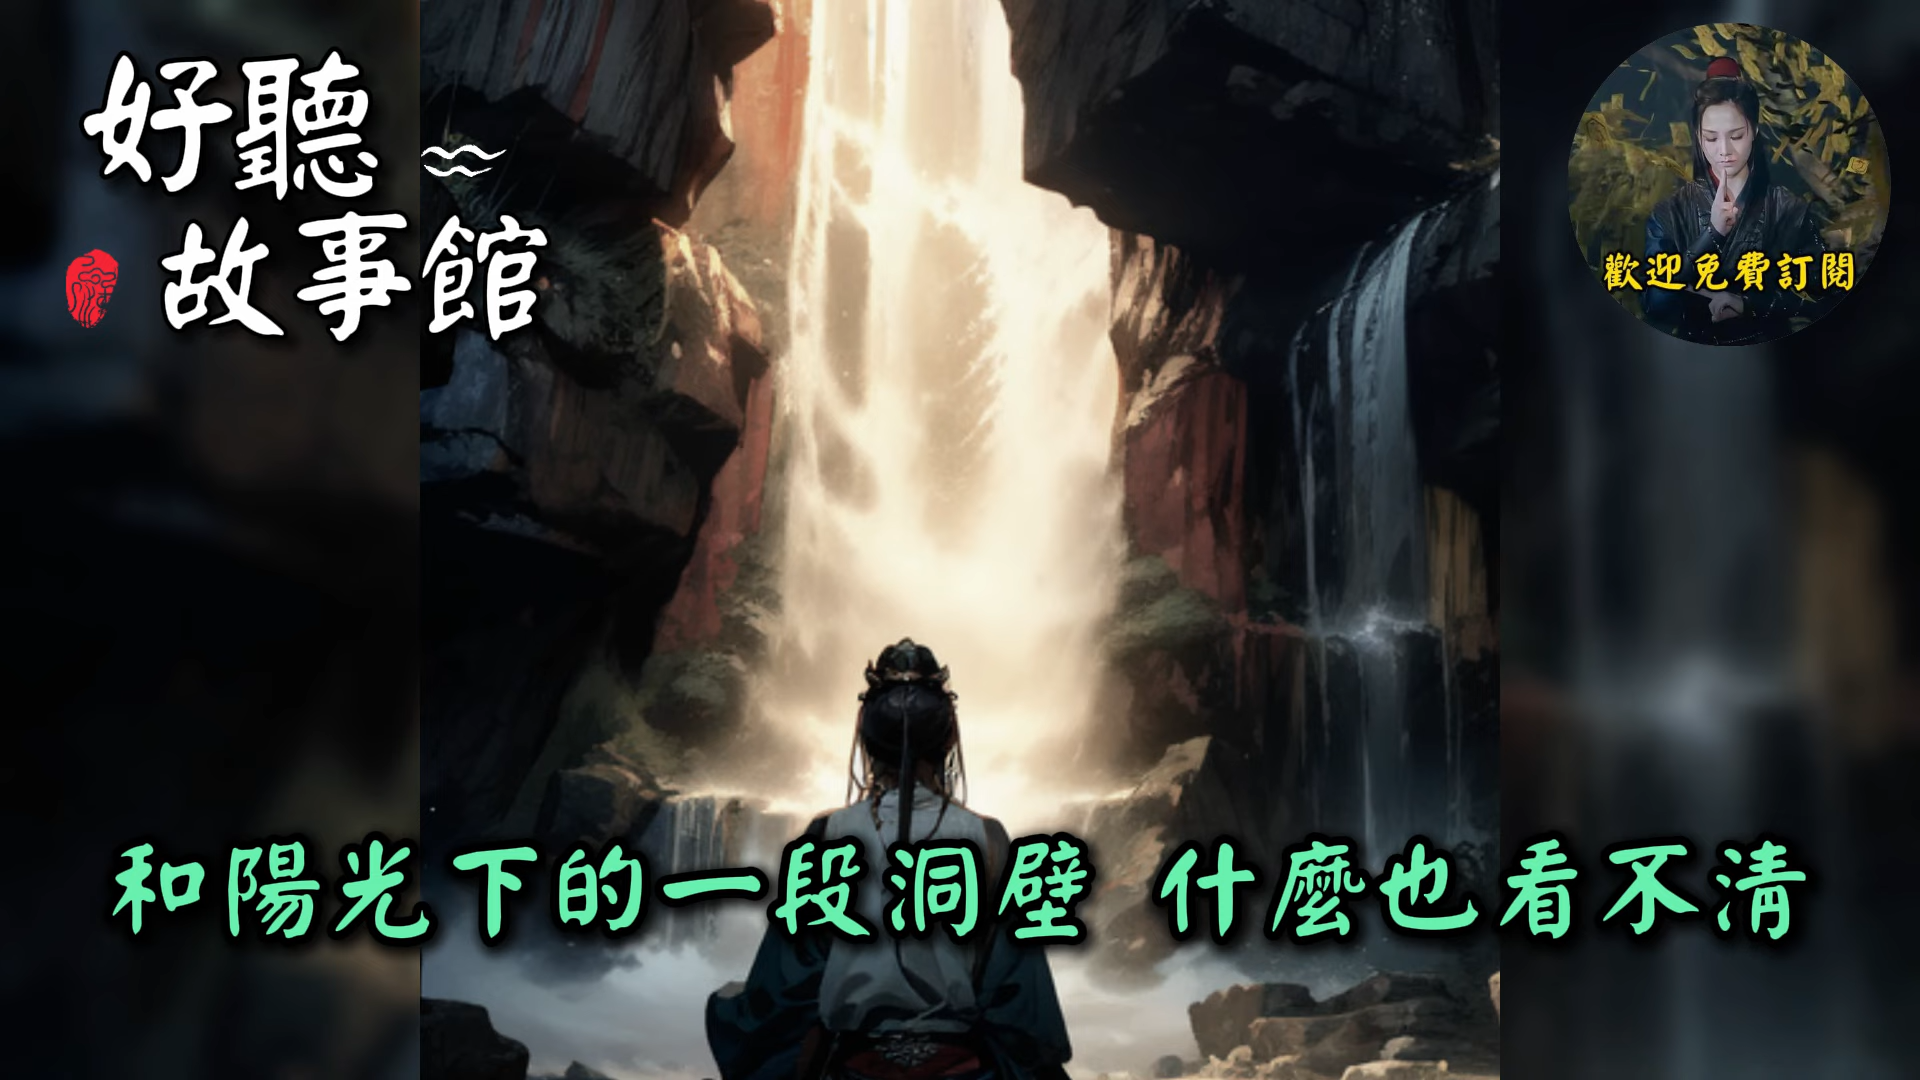 好聽
故事館
歡迎免費訂閱
和陽光下的一段洞壁 什麼也看不清